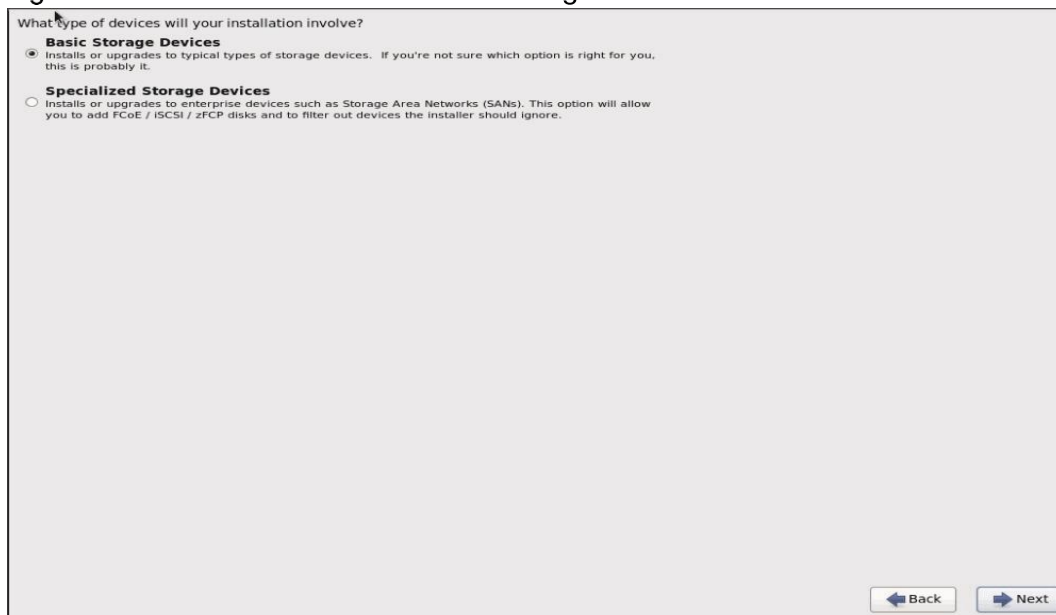 What type of devices will your installation involve?
Basic Storage Devices
Installs or upgrades to typical types of storage devices. If you're not sure which option is right for you,
this is probably it.
Specialized Storage Devices
Installs or upgrades to enterprise devices such as Storage Area Networks (SANs). This option will allow
you to add FCoE / iSCSI / zFCP disks and to filter out devices the installer should ignore.
Back
Next